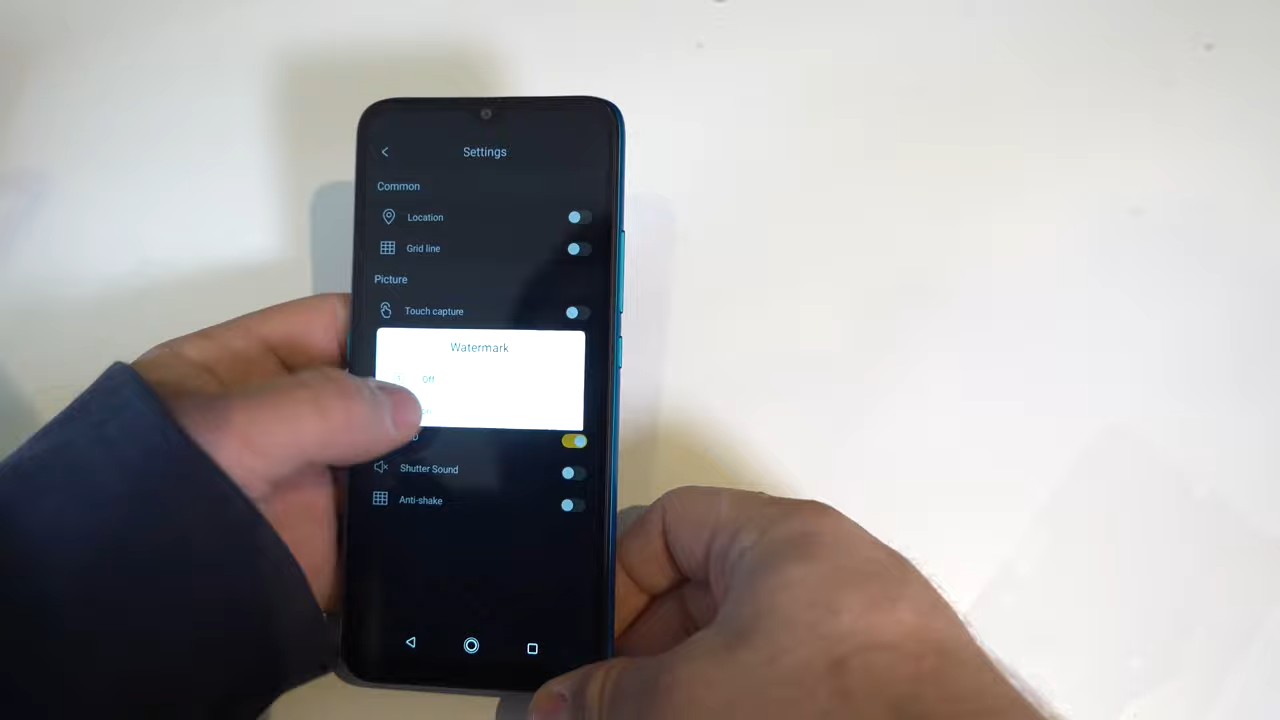 Settings
Common
Location
Grid line
Picture
Touch capture
Watermark
Off
Shutter Sound
Anti-shake